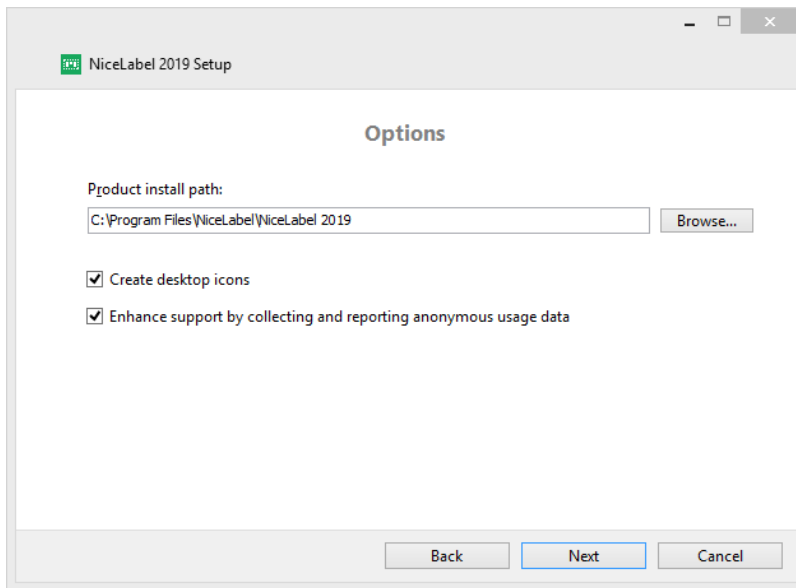 NiceLabel 2019 Setup
Options
Product install path:
C:\Program Files\NiceLabel\NiceLabel 2019
Browse...
Create desktop icons
Enhance support by collecting and reporting anonymous usage data
Back Next Cancel